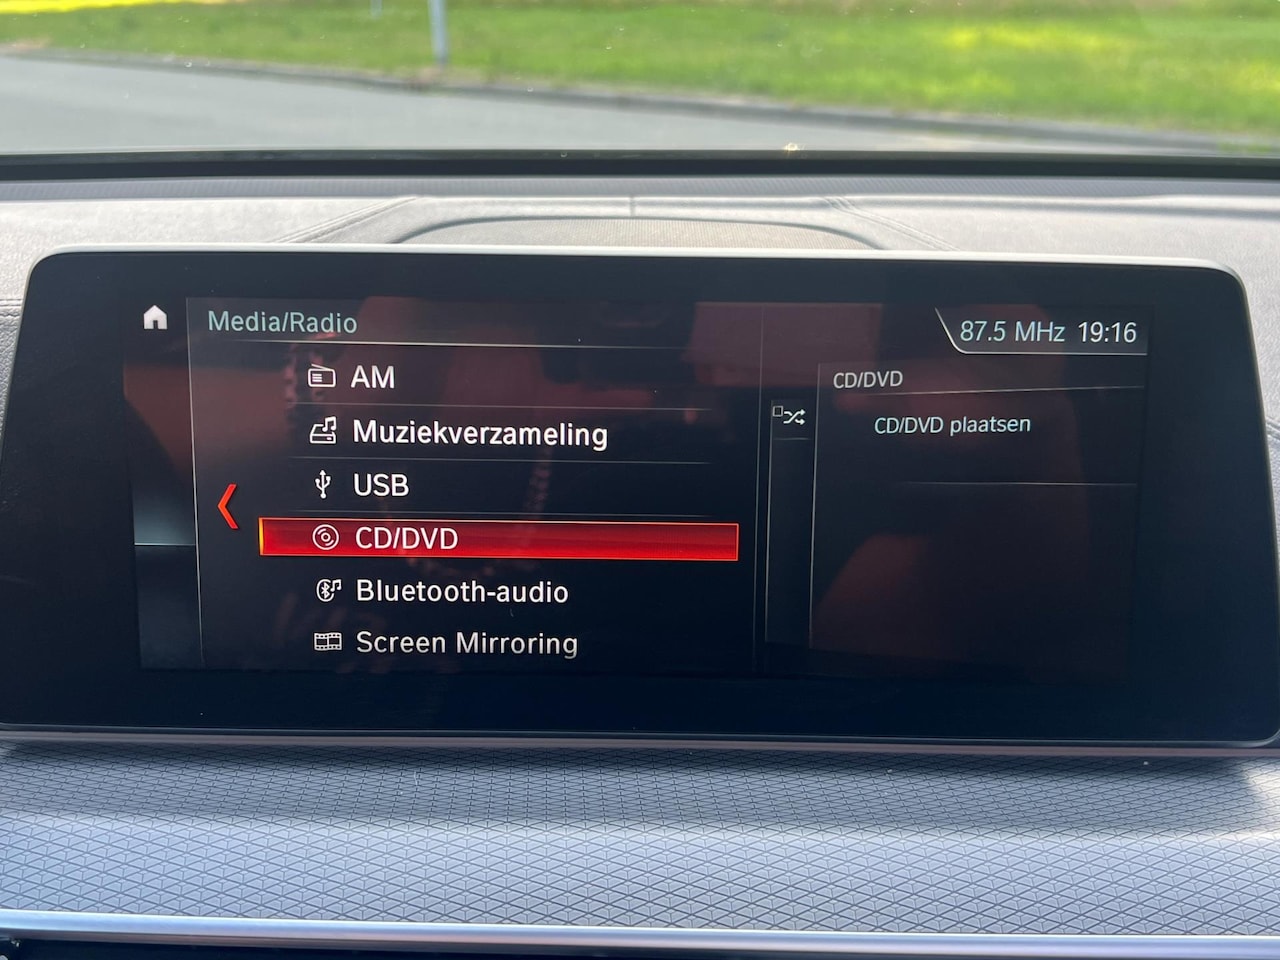 Media/Radio
87.5 MHz 19:16
AM
Muziekverzameling
USB
CD/DVD
Bluetooth-audio
Screen Mirroring
CD/DVD
CD/DVD plaatsen